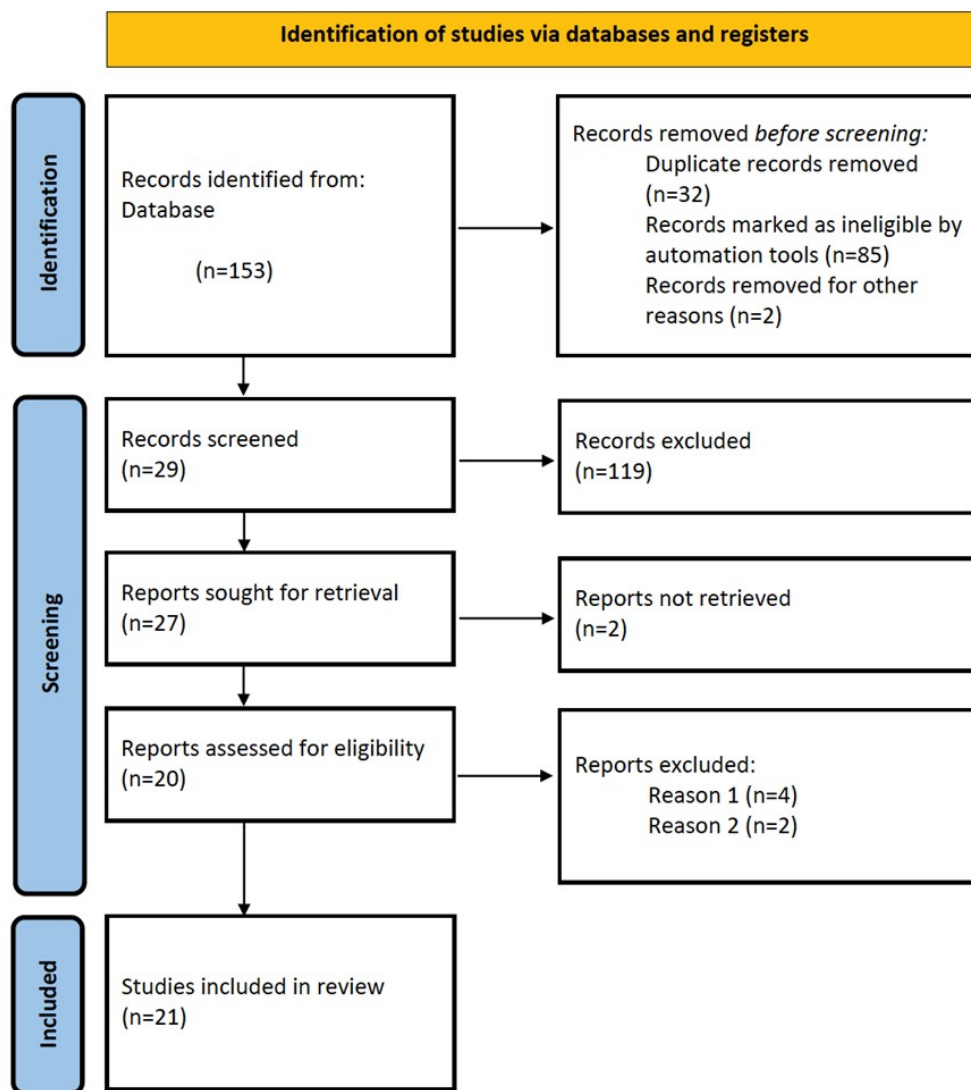 Identification of studies via databases and registers
Identification
Records identified from:
Database
(n=153)
Records removed before screening:
Duplicate records removed
(n=32)
Records marked as ineligible by
automation tools (n=85)
Records removed for other
reasons (n=2)
Screening
Records screened
(n=29)
Records excluded
(n=119)
Reports sought for retrieval
(n=27)
Reports not retrieved
(n=2)
Reports assessed for eligibility
(n=20)
Reports excluded:
Reason 1 (n=4)
Reason 2 (n=2)
Included
Studies included in review
(n=21)